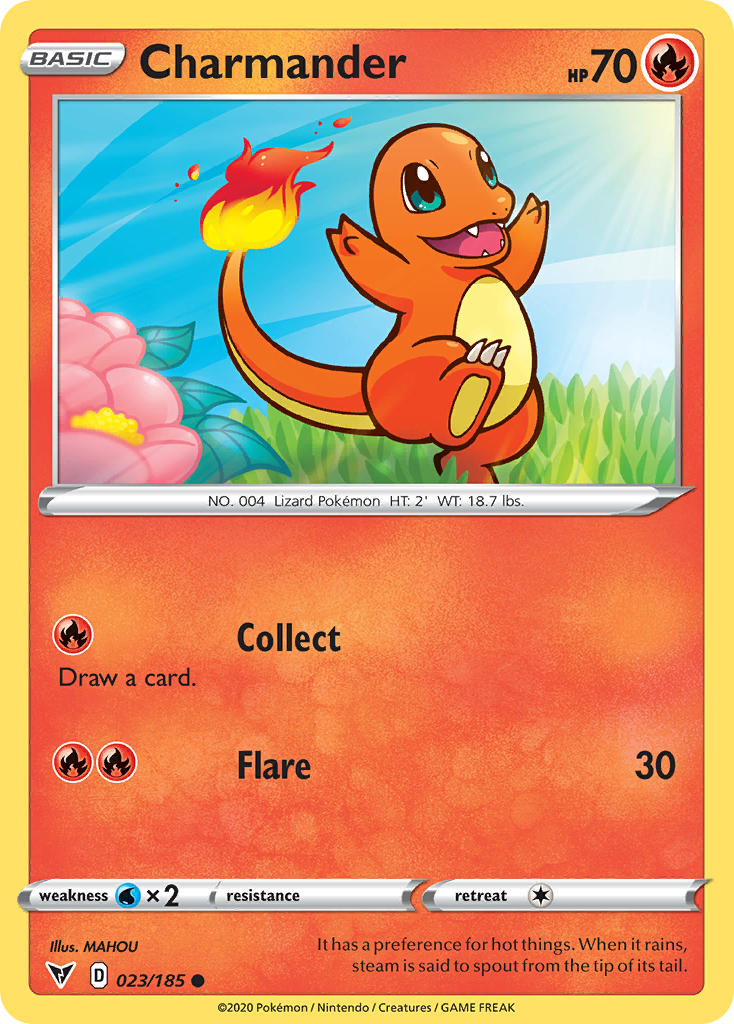 BASIC Charmander HP 70
NO. 004 Lizard Pokémon HT: 2' WT: 18.7 lbs.
Collect
Draw a card.
Flare 30
weakness ×2 resistance retreat
Illus. MAHOU
It has a preference for hot things. When it rains,
steam is said to spout from the tip of its tail.
D 023/185
©2020 Pokémon / Nintendo / Creatures / GAME FREAK